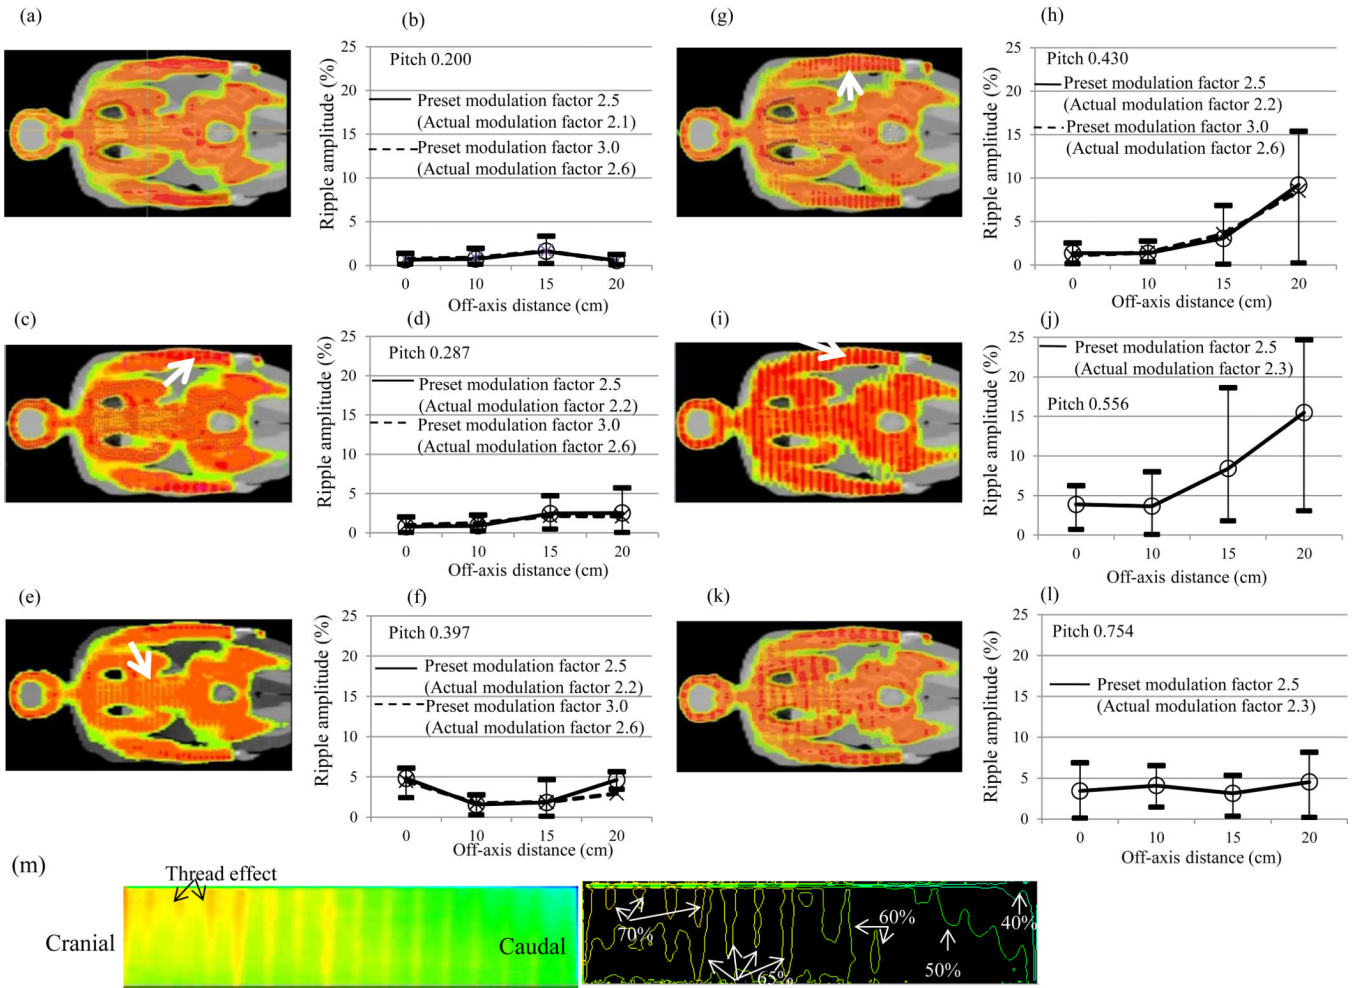 (a)
(b)
Ripple amplitude (%)
25
20
15
10
5
0
Pitch 0.200
Preset modulation factor 2.5
(Actual modulation factor 2.1)
Preset modulation factor 3.0
(Actual modulation factor 2.6)
0 10 15 20
Off-axis distance (cm)
(g)
(h)
Ripple amplitude (%)
25
20
15
10
5
0
Pitch 0.430
Preset modulation factor 2.5
(Actual modulation factor 2.2)
Preset modulation factor 3.0
(Actual modulation factor 2.6)
0 10 15 20
Off-axis distance (cm)
(c)
(d)
Ripple amplitude (%)
25
20
15
10
5
0
Pitch 0.287
Preset modulation factor 2.5
(Actual modulation factor 2.2)
Preset modulation factor 3.0
(Actual modulation factor 2.6)
0 10 15 20
Off-axis distance (cm)
(i)
(j)
Ripple amplitude (%)
25
20
15
10
5
0
Preset modulation factor 2.5
(Actual modulation factor 2.3)
Pitch 0.556
0 10 15 20
Off-axis distance (cm)
(e)
(f)
Ripple amplitude (%)
25
20
15
10
5
0
Pitch 0.397
Preset modulation factor 2.5
(Actual modulation factor 2.2)
Preset modulation factor 3.0
(Actual modulation factor 2.6)
0 10 15 20
Off-axis distance (cm)
(k)
(l)
Ripple amplitude (%)
25
20
15
10
5
0
Pitch 0.754
Preset modulation factor 2.5
(Actual modulation factor 2.3)
0 10 15 20
Off-axis distance (cm)
(m)
Thread effect
Cranial
Caudal
70%
65%
60%
50%
40%